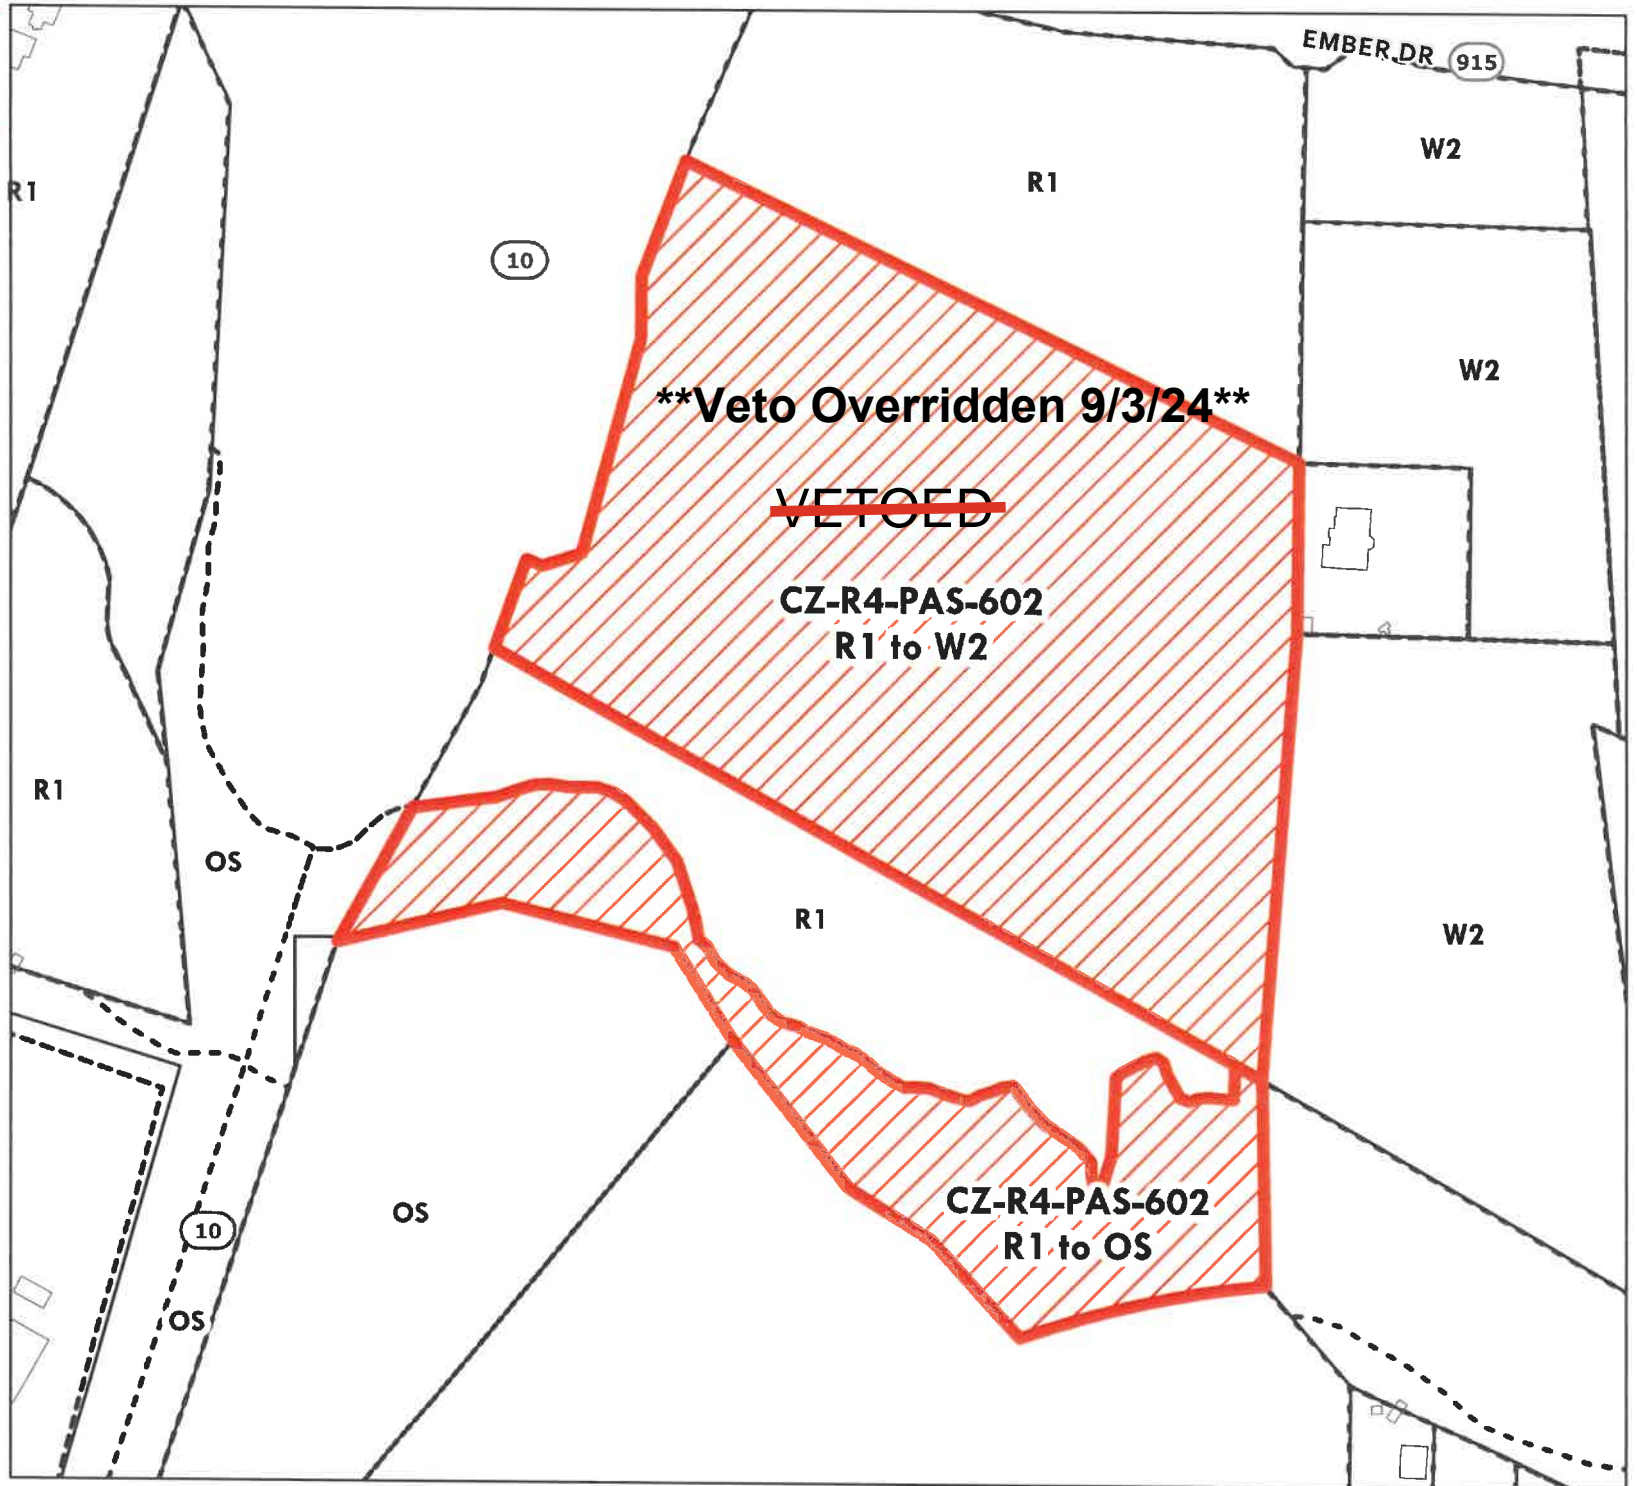 EMBER DR
915
W2
R1
R1
10
W2
**Veto Overridden 9/3/24**
VETOED
CZ-R4-PAS-602
R1 to W2
R1
OS
R1
W2
CZ-R4-PAS-602
R1 to OS
OS
10
OS